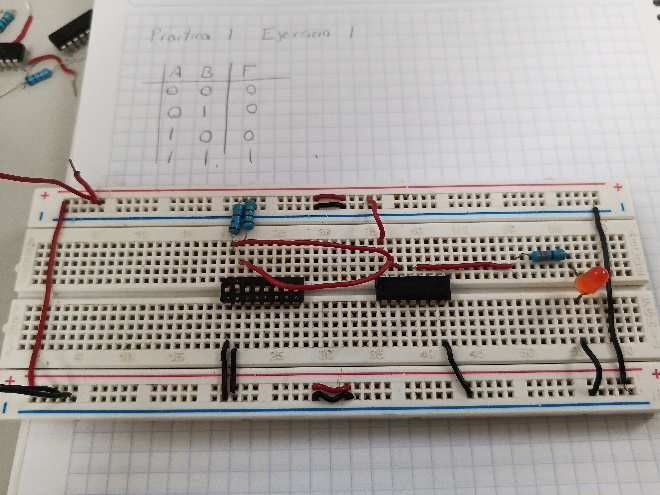 Practica 1 Ejercicio 1
A B F
0 0 0
0 1 0
1 0 0
1 1 1
+
+
+
+